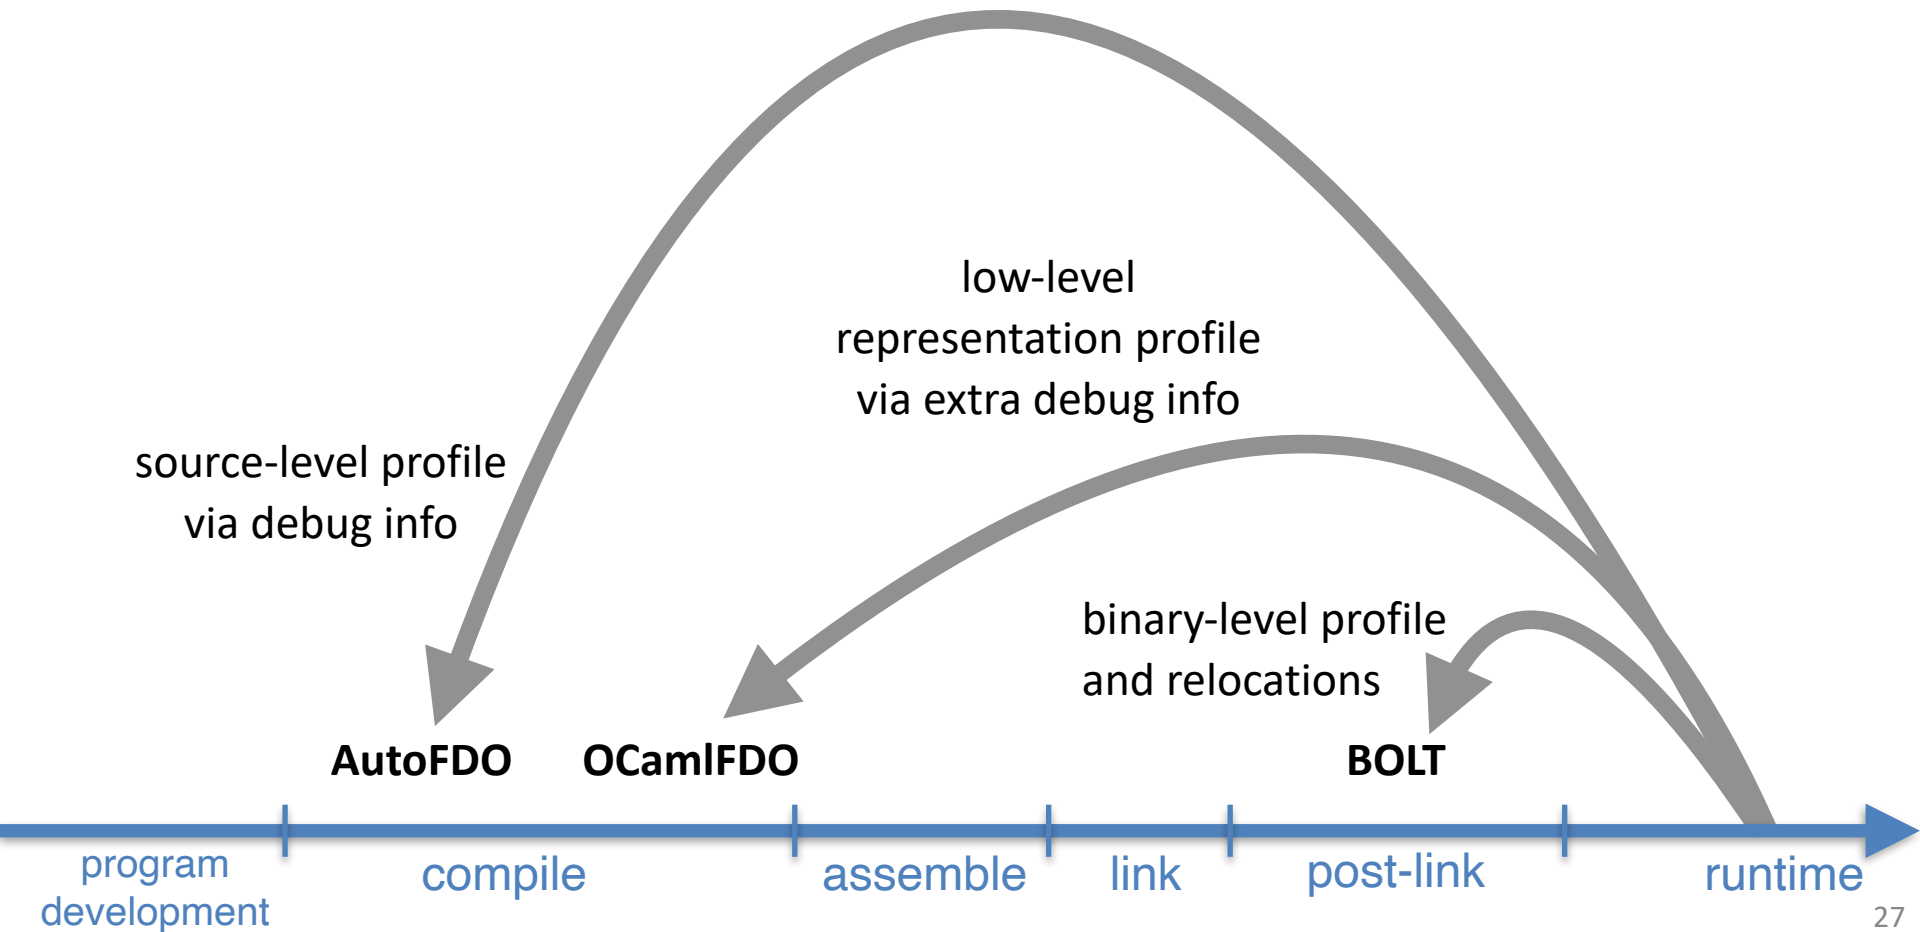 low-level
representation profile
via extra debug info
source-level profile
via debug info
binary-level profile
and relocations
AutoFDO
OCamlFDO
BOLT
program
development
compile
assemble
link
post-link
runtime
27